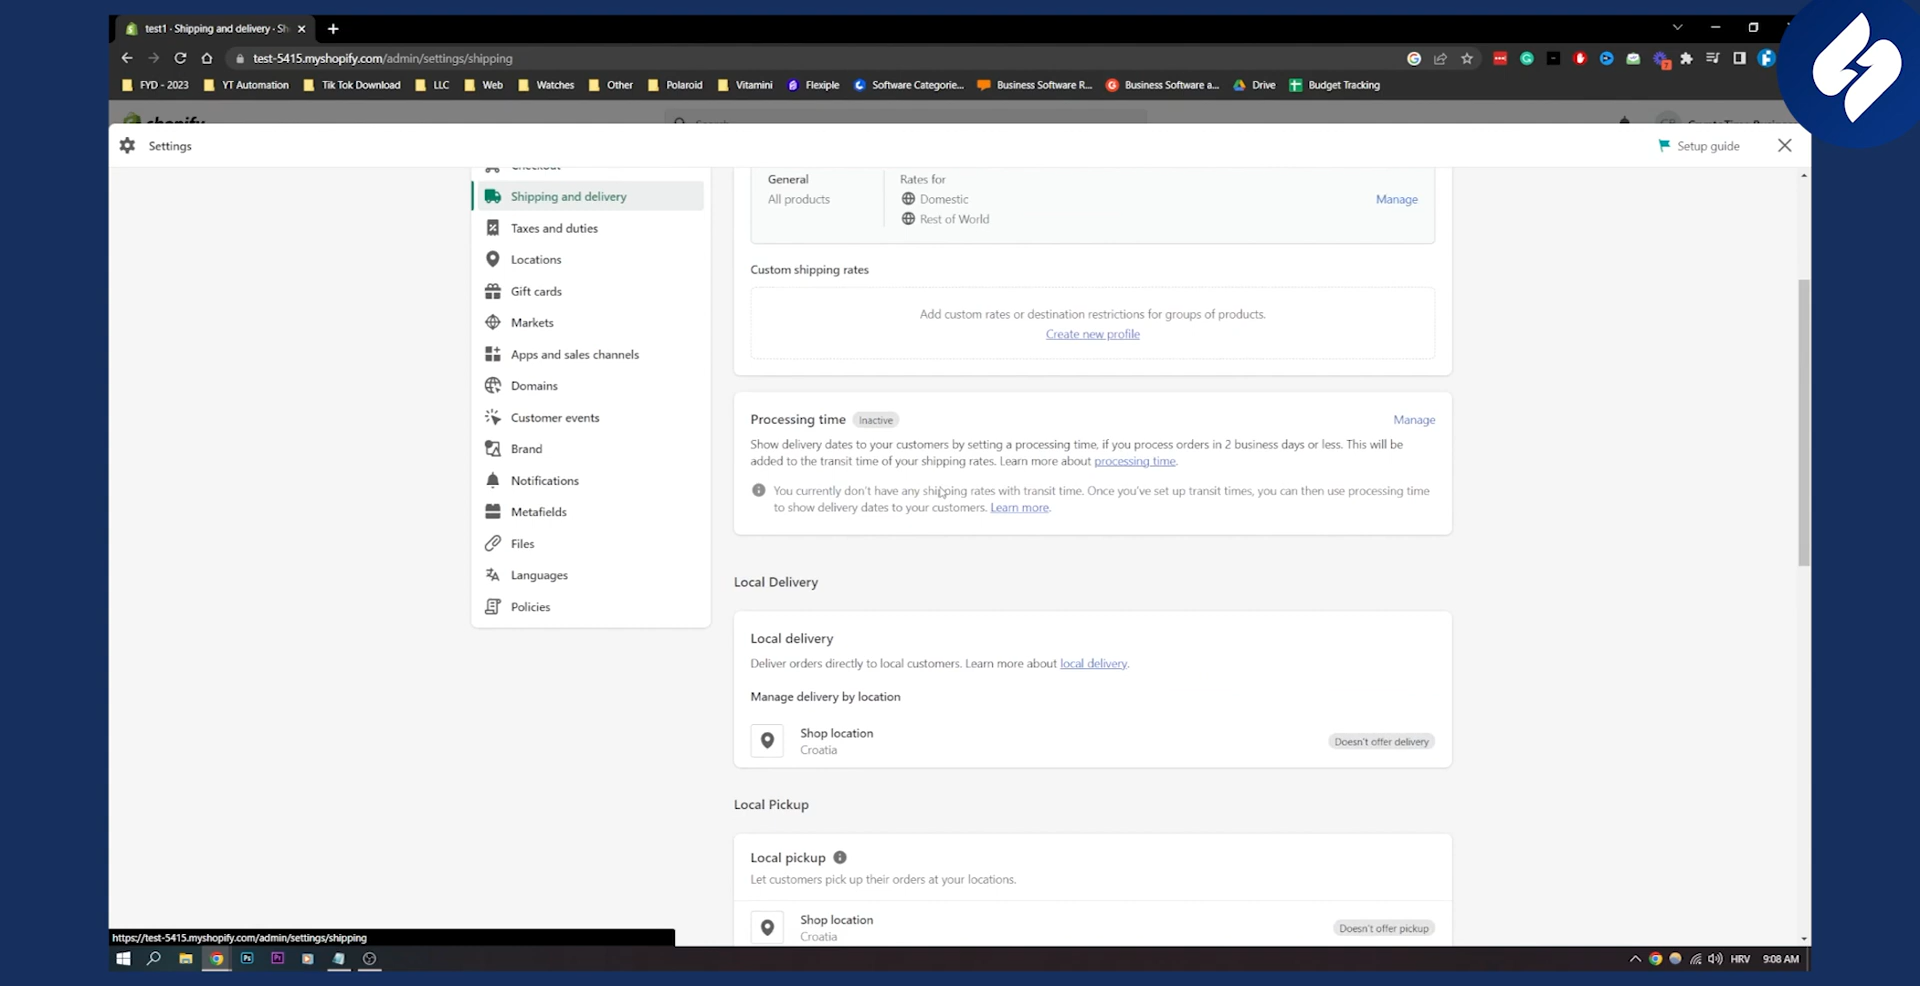 test1 · Shipping and delivery · Sh
test-5415.myshopify.com/admin/settings/shipping
FYD - 2023
YT Automation
Tik Tok Download
LLC
Web
Watches
Other
Polaroid
Vitamini
Flexiple
Software Categorie...
Business Software R...
Business Software a...
Drive
Budget Tracking
shopify
Search
Settings
Setup guide
Checkout
Shipping and delivery
Taxes and duties
Locations
Gift cards
Markets
Apps and sales channels
Domains
Customer events
Brand
Notifications
Metafields
Files
Languages
Policies
General
All products
Rates for
Domestic
Rest of World
Manage
Custom shipping rates
Add custom rates or destination restrictions for groups of products.
Create new profile
Processing time Inactive
Manage
Show delivery dates to your customers by setting a processing time, if you process orders in 2 business days or less. This will be
added to the transit time of your shipping rates. Learn more about processing time.
You currently don't have any shipping rates with transit time. Once you've set up transit times, you can then use processing time
to show delivery dates to your customers. Learn more.
Local Delivery
Local delivery
Deliver orders directly to local customers. Learn more about local delivery.
Manage delivery by location
Shop location
Croatia
Doesn't offer delivery
Local Pickup
Local pickup
Let customers pick up their orders at your locations.
Shop location
Croatia
Doesn't offer pickup
https://test-5415.myshopify.com/admin/settings/shipping
Ps
Pr
HRV
9:08 AM